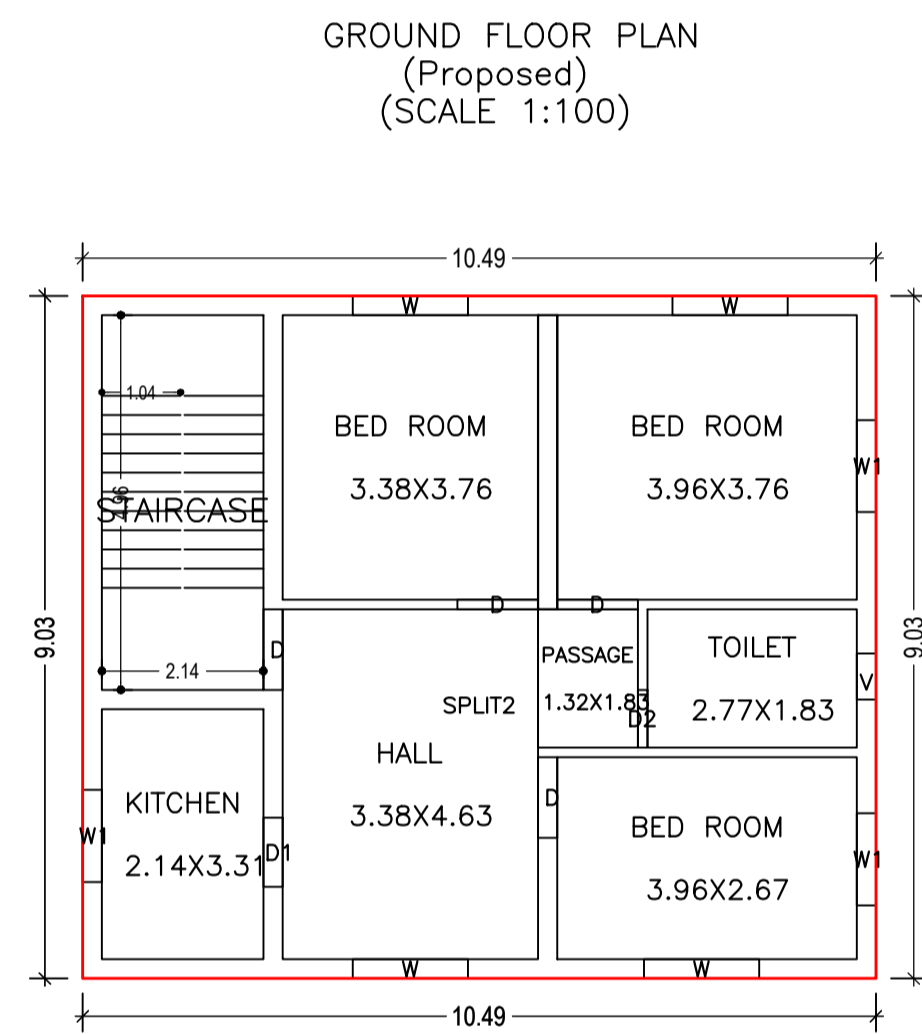 GROUND FLOOR PLAN
(Proposed)
(SCALE 1:100)
10.49
W
W
1.04
BED ROOM
3.38X3.76
BED ROOM
3.96X3.76
W1
4.96
STAIRCASE
D
D
9.03
9.03
D
2.14
PASSAGE
1.32X1.83
TOILET
2.77X1.83
V
SPLIT2
D2
HALL
3.38X4.63
KITCHEN
2.14X3.31
W1
D1
D
BED ROOM
3.96X2.67
W1
W
W
10.49